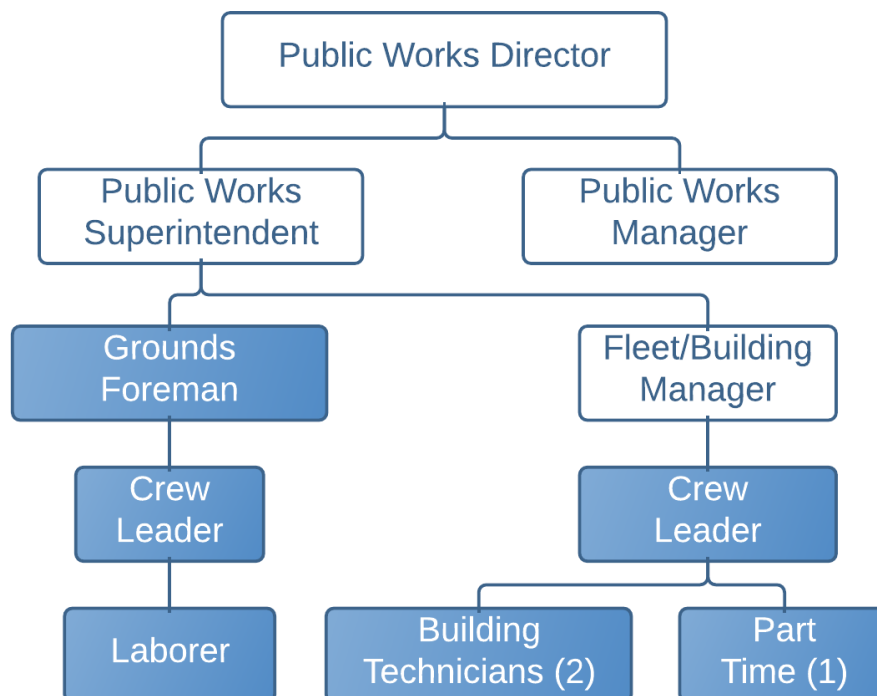 Public Works Director
Public Works
Superintendent
Public Works
Manager
Grounds
Foreman
Fleet/Building
Manager
Crew
Leader
Crew
Leader
Laborer
Building
Technicians (2)
Part
Time (1)